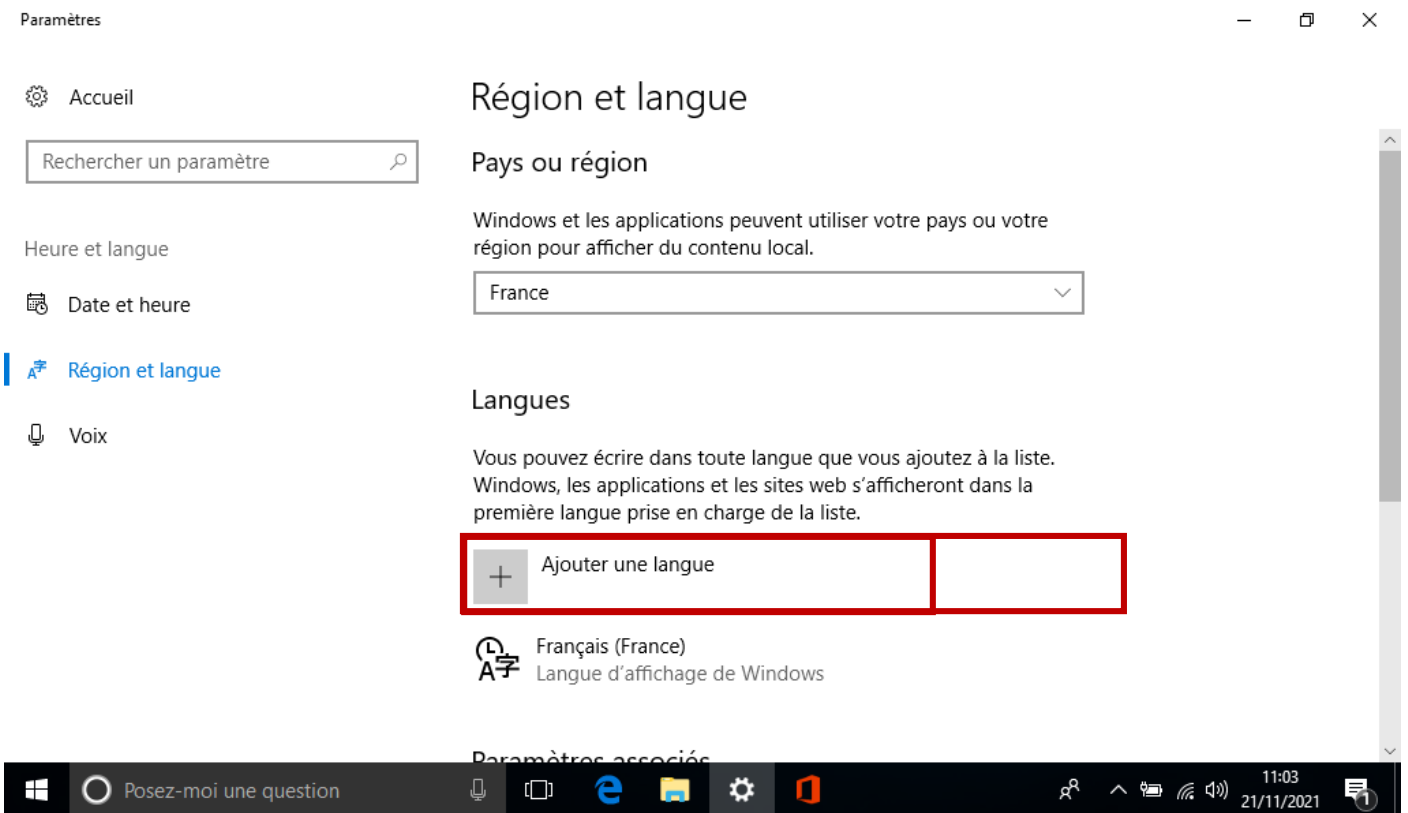 Paramètres
Accueil
Rechercher un paramètre
Heure et langue
Date et heure
Région et langue
Voix
Région et langue
Pays ou région
Windows et les applications peuvent utiliser votre pays ou votre
région pour afficher du contenu local.
France
Langues
Vous pouvez écrire dans toute langue que vous ajoutez à la liste.
Windows, les applications et les sites web s’afficheront dans la
première langue prise en charge de la liste.
Ajouter une langue
Français (France)
Langue d’affichage de Windows
Paramètres associés
Posez-moi une question
11:03
21/11/2021
1